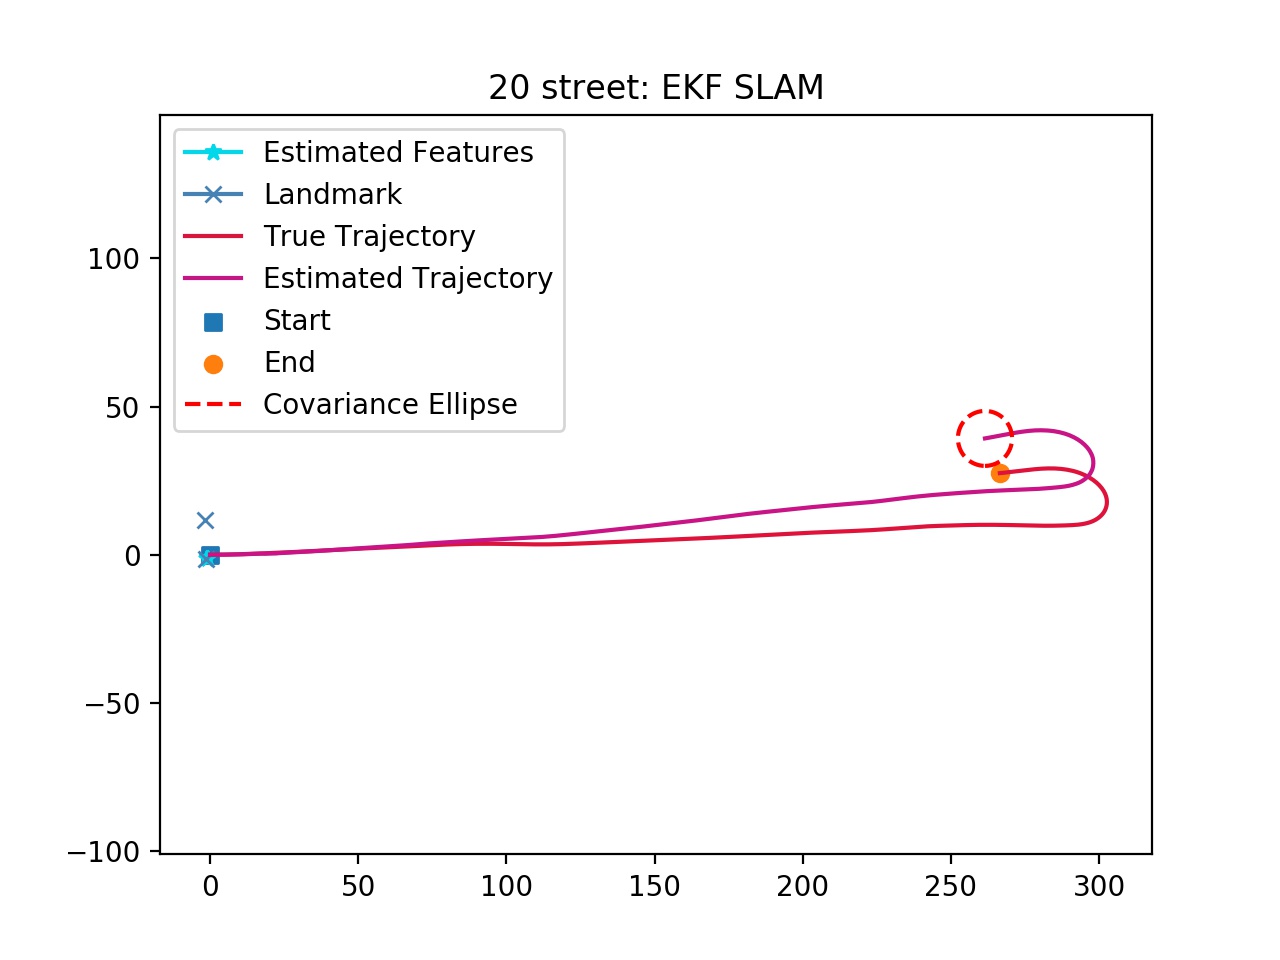 20 street: EKF SLAM
Estimated Features
Landmark
True Trajectory
Estimated Trajectory
Start
End
Covariance Ellipse
100
50
0
−50
−100
0 50 100 150 200 250 300